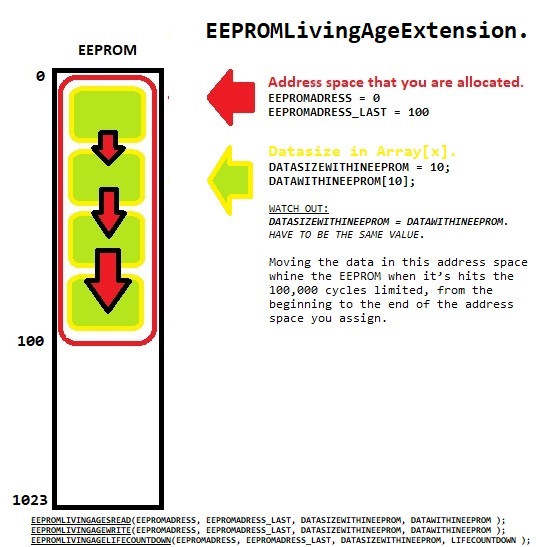 EEPROMLivingAgeExtension.
EEPROM
0
Address space that you are allocated.
EEPROMADRESS = 0
EEPROMADRESS_LAST = 100
Datasize in Array[x].
DATASIZEWITHINEEPROM = 10;
DATAWITHINEEPROM[10];
WATCH OUT:
DATASIZEWITHINEEPROM = DATAWITHINEEPROM.
HAVE TO BE THE SAME VALUE.
Moving the data in this address space
whine the EEPROM when it's hits the
100,000 cycles limited, from the
beginning to the end of the address
space you assign.
100
1023
EEPROMLIVINGAGESREAD(EEPROMADRESS, EEPROMADRESS_LAST, DATASIZEWITHINEEPROM, DATAWITHINEEPROM );
EEPROMLIVINGAGEWRITE(EEPROMADRESS, EEPROMADRESS_LAST, DATASIZEWITHINEEPROM, DATAWITHINEEPROM );
EEPROMLIVINGAGELIFECOUNTDOWN(EEPROMADRESS, EEPROMADRESS_LAST, DATASIZEWITHINEEPROM, LIFECOUNTDOWN );